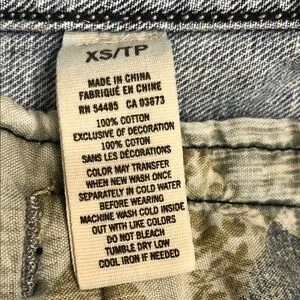 XS/TP
MADE IN CHINA
FABRIQUÉ EN CHINE
RN 54485 CA 03673
100% COTTON
EXCLUSIVE OF DECORATION
100% COTON
SANS LES DÉCORATIONS
COLOR MAY TRANSFER
WHEN NEW WASH ONCE
SEPARATELY IN COLD WATER
BEFORE WEARING
MACHINE WASH COLD INSIDE
OUT WITH LIKE COLORS
DO NOT BLEACH
TUMBLE DRY LOW
COOL IRON IF NEEDED